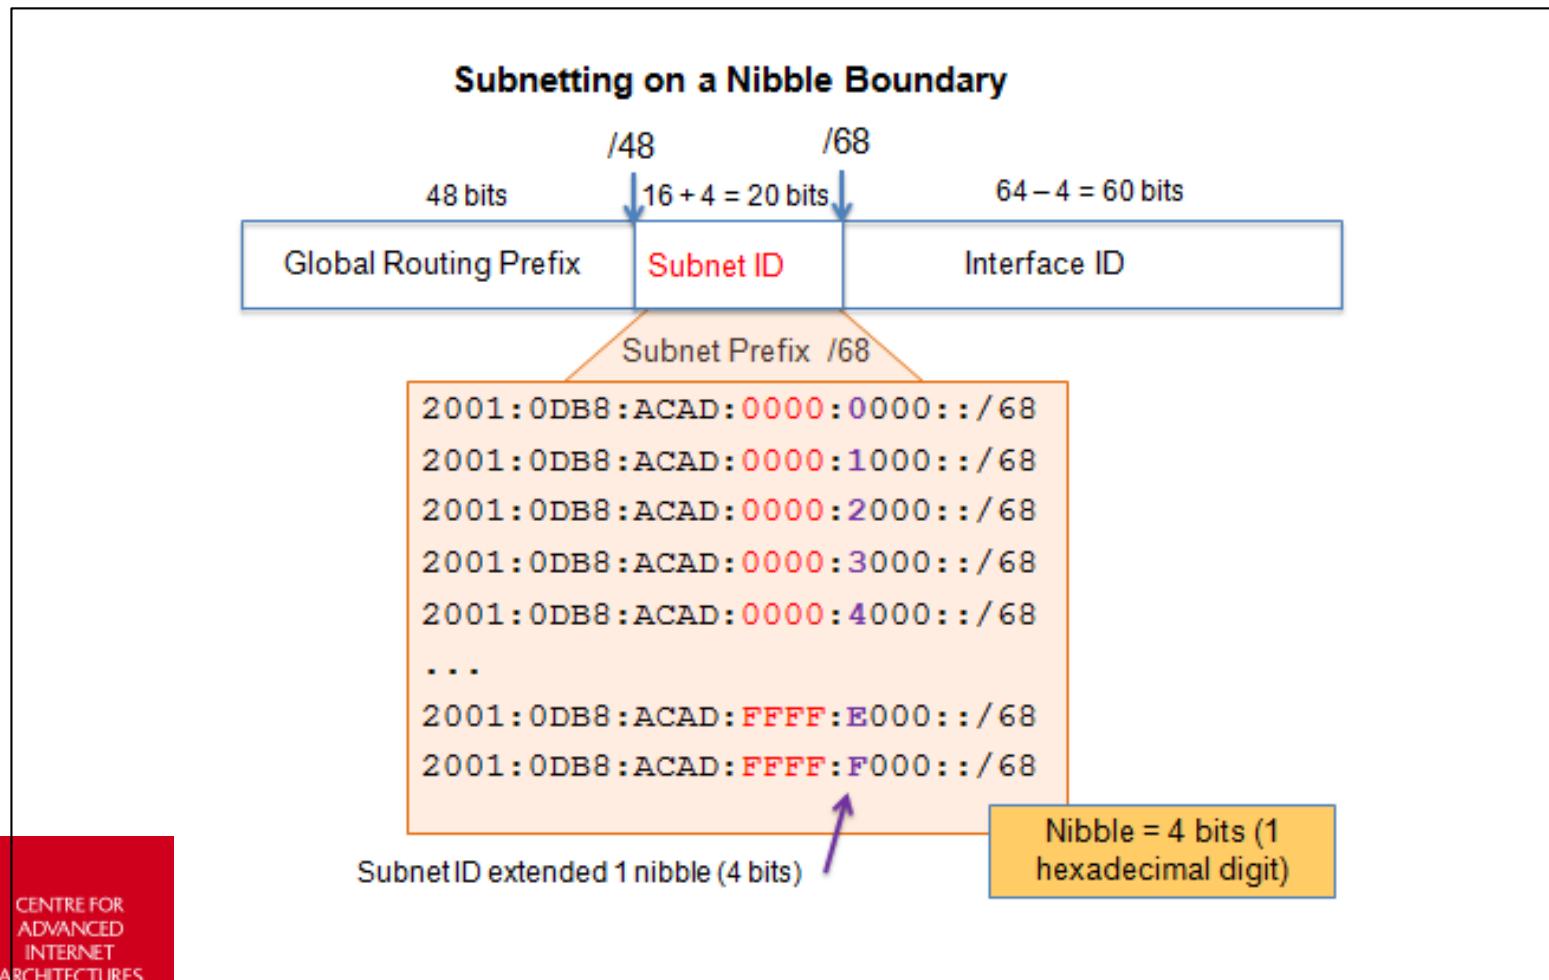 Subnetting on a Nibble Boundary
/48
/68
48 bits
16 + 4 = 20 bits
64 – 4 = 60 bits
Global Routing Prefix
Subnet ID
Interface ID
Subnet Prefix /68
2001:0DB8:ACAD:0000:0000::/68
2001:0DB8:ACAD:0000:1000::/68
2001:0DB8:ACAD:0000:2000::/68
2001:0DB8:ACAD:0000:3000::/68
2001:0DB8:ACAD:0000:4000::/68
...
2001:0DB8:ACAD:FFFF:E000::/68
2001:0DB8:ACAD:FFFF:F000::/68
Subnet ID extended 1 nibble (4 bits)
Nibble = 4 bits (1
hexadecimal digit)
CENTRE FOR
ADVANCED
INTERNET
ARCHITECTURES